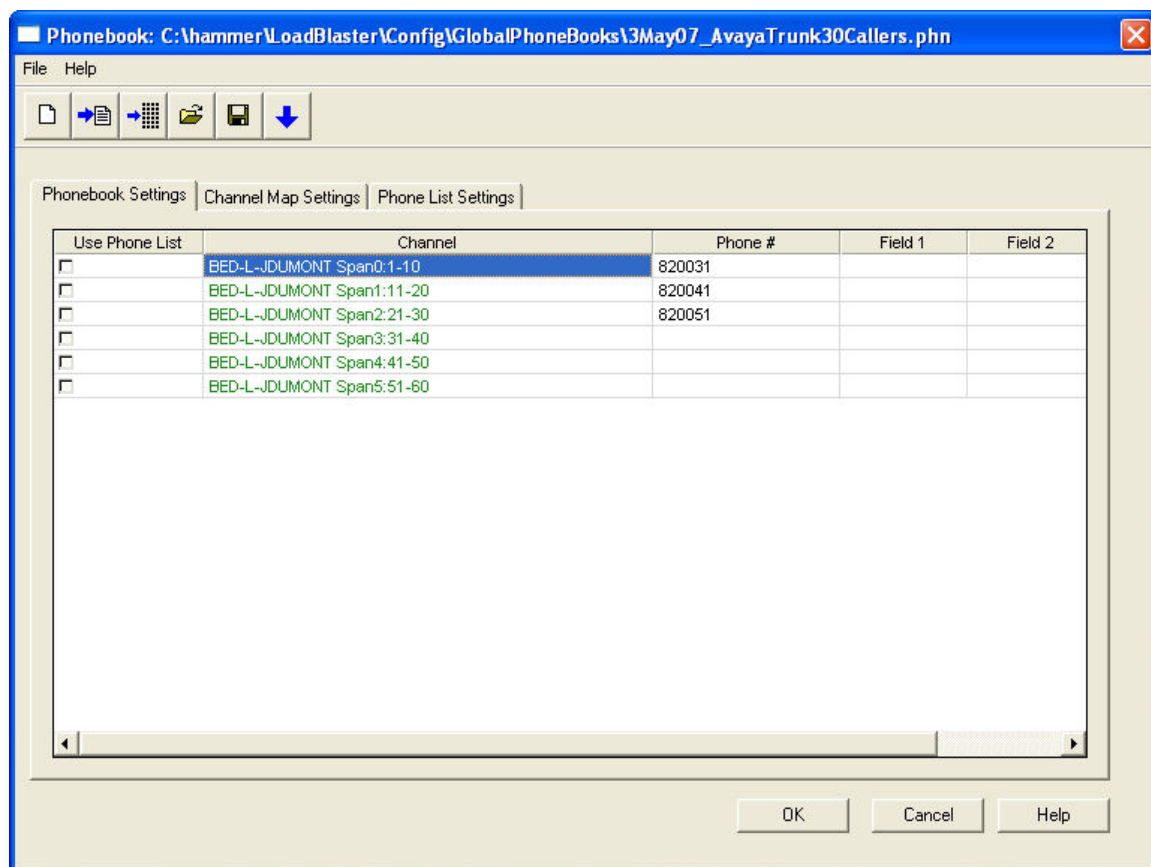 Phonebook: C:\hammer\LoadBlaster\Config\GlobalPhoneBooks\3May07_AvayaTrunk30Callers.phn
File Help
Phonebook Settings Channel Map Settings Phone List Settings
Use Phone List Channel Phone # Field 1 Field 2
BED-L-JDUMONT Span0:1-10 820031
BED-L-JDUMONT Span1:11-20 820041
BED-L-JDUMONT Span2:21-30 820051
BED-L-JDUMONT Span3:31-40
BED-L-JDUMONT Span4:41-50
BED-L-JDUMONT Span5:51-60
OK Cancel Help